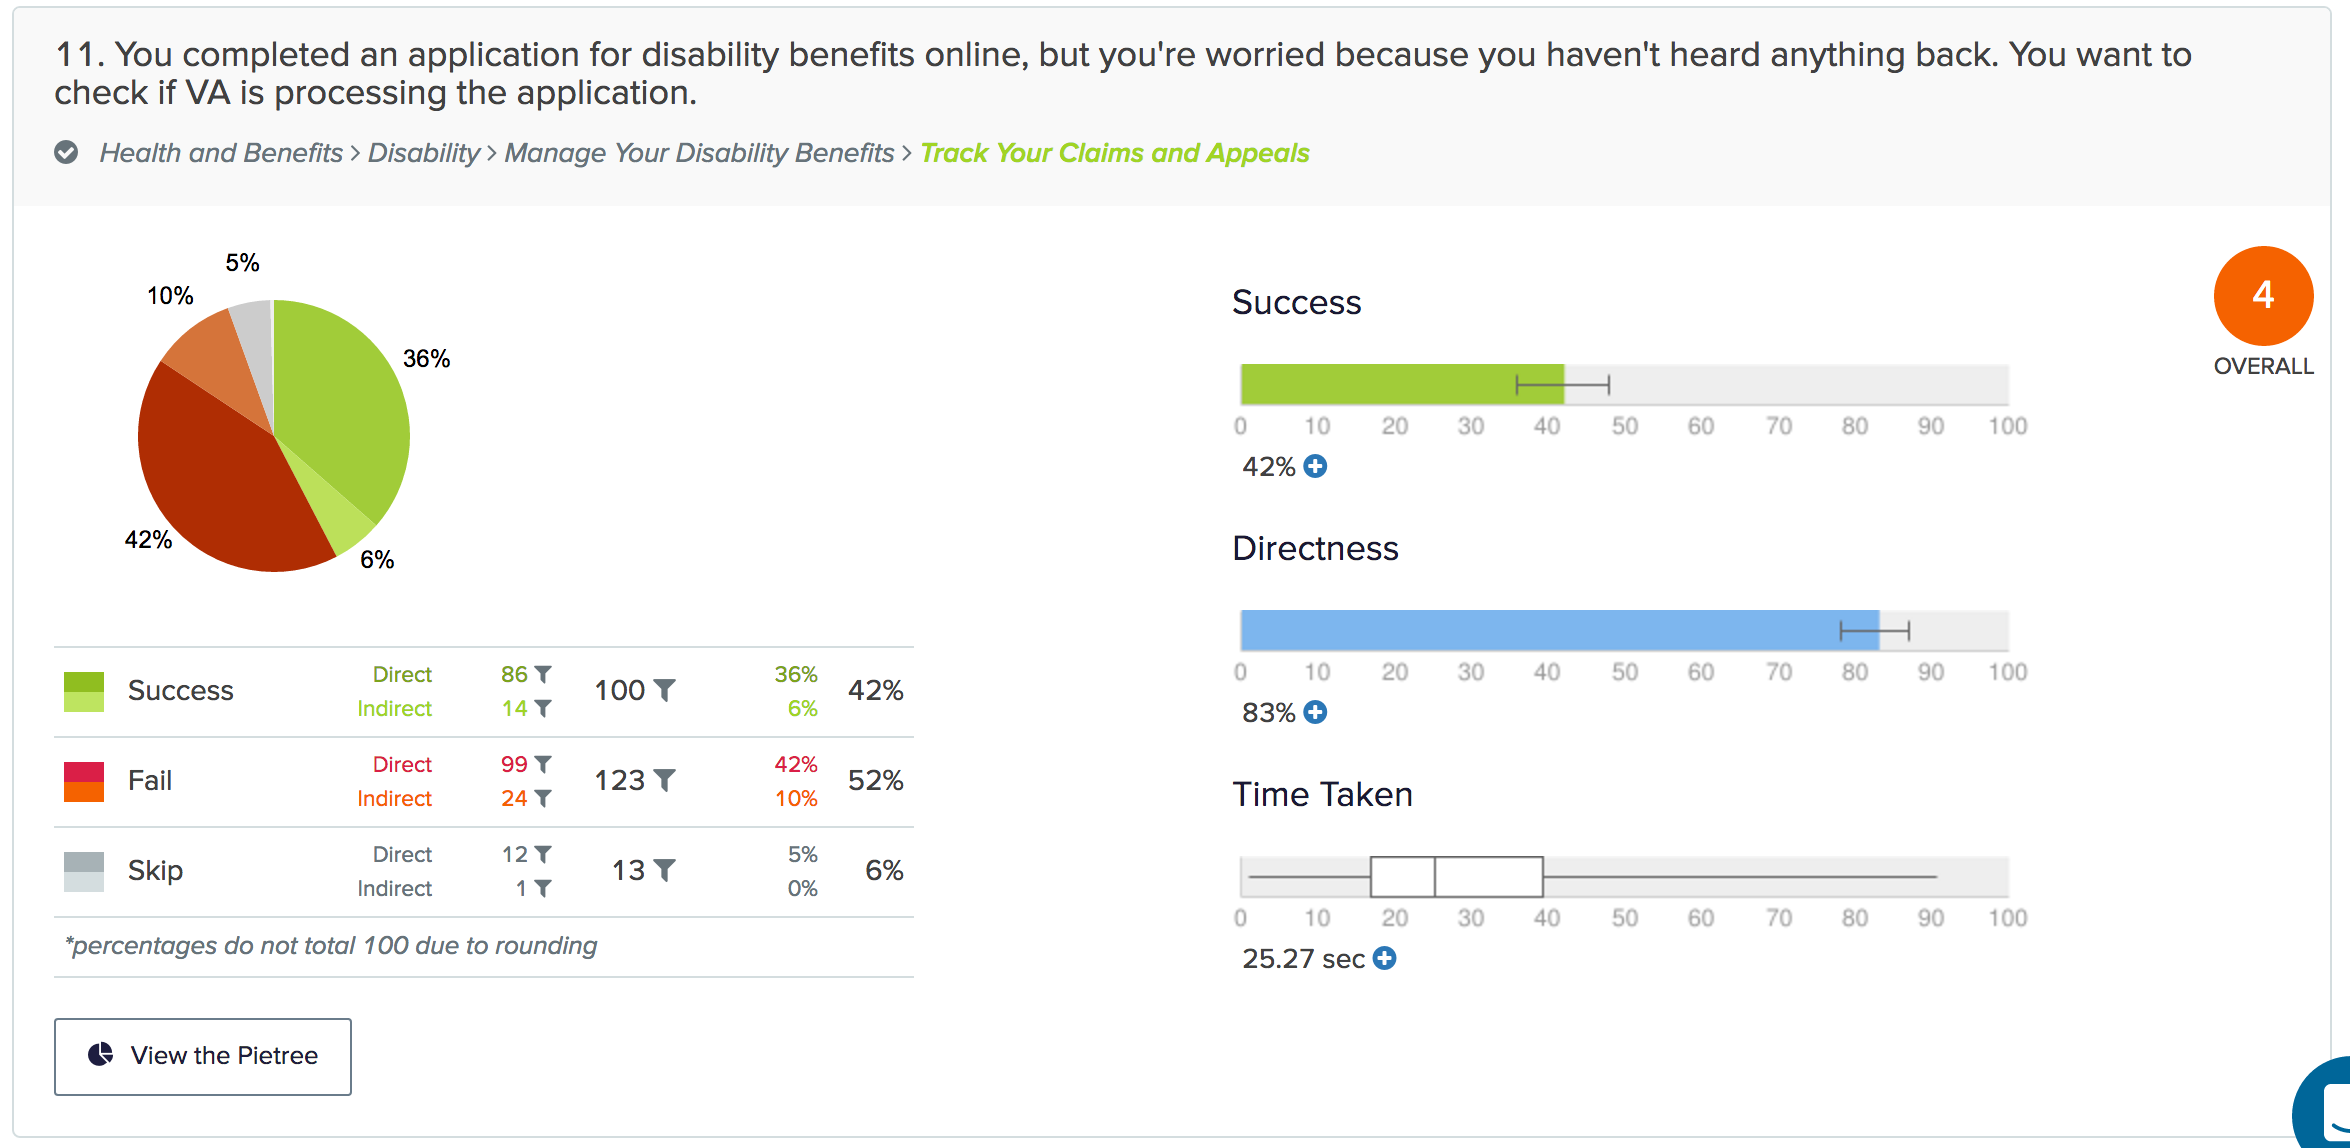 11. You completed an application for disability benefits online, but you're worried because you haven't heard anything back. You want to
check if VA is processing the application.
Health and Benefits > Disability > Manage Your Disability Benefits > Track Your Claims and Appeals
5%
10%
36%
42%
6%
Success Direct 86 100 36% 42%
Indirect 14 6%
Fail Direct 99 123 42% 52%
Indirect 24 10%
Skip Direct 12 13 5% 6%
Indirect 1 0%
*percentages do not total 100 due to rounding
View the Pietree
Success
0 10 20 30 40 50 60 70 80 90 100
42%
Directness
0 10 20 30 40 50 60 70 80 90 100
83%
Time Taken
0 10 20 30 40 50 60 70 80 90 100
25.27 sec
4
OVERALL